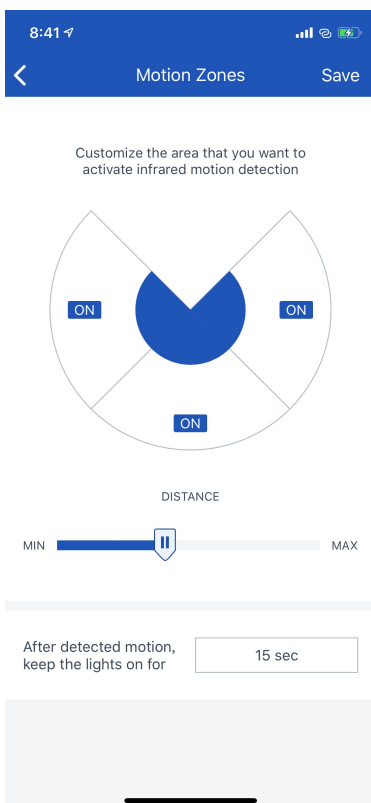 8:41
Motion Zones
Save
Customize the area that you want to
activate infrared motion detection
ON
ON
ON
DISTANCE
MIN
MAX
After detected motion,
keep the lights on for
15 sec